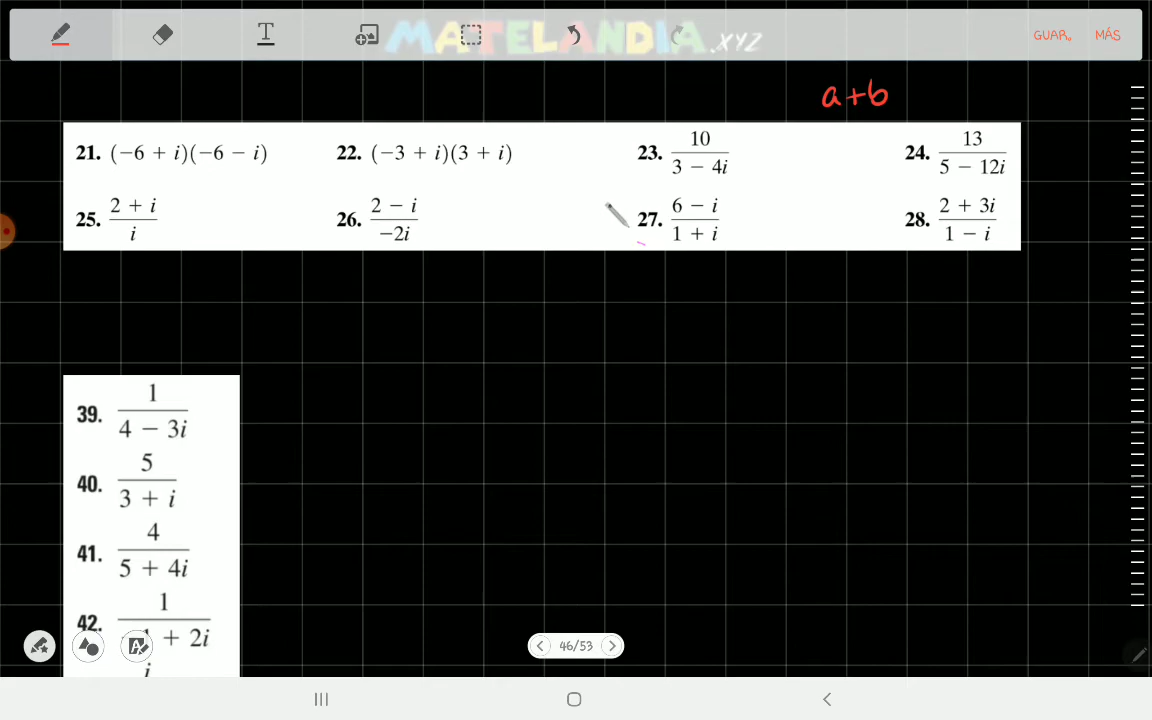 T MATELANDIA.XYZ GUAR. MÁS
a+b
21. (-6 + i)(-6 - i) 22. (-3 + i)(3 + i) 23. 10 / 3 - 4i 24. 13 / 5 - 12i
25. 2 + i / i 26. 2 - i / -2i 27. 6 - i / 1 + i 28. 2 + 3i / 1 - i
39. 1 / 4 - 3i
40. 5 / 3 + i
41. 4 / 5 + 4i
42. 1 / + 2i
i
46/53